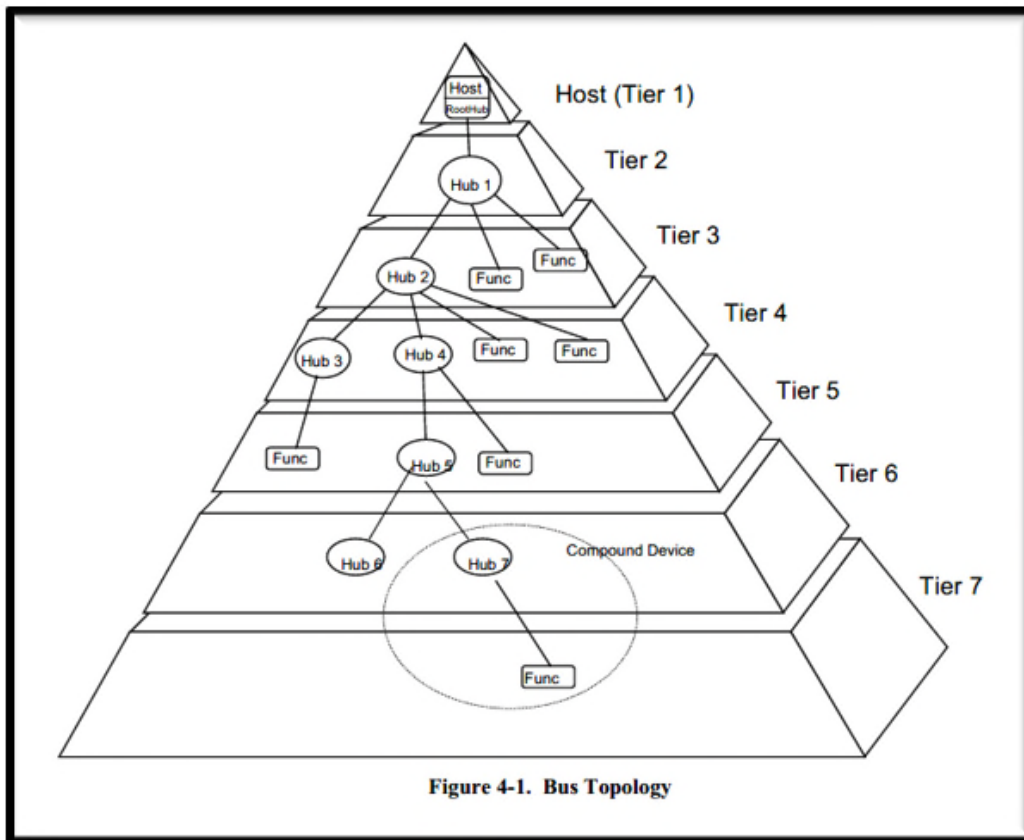 Host
RootHub
Host (Tier 1)
Tier 2
Hub 1
Tier 3
Func
Hub 2
Func
Tier 4
Hub 3
Hub 4
Func
Func
Tier 5
Func
Hub 5
Func
Tier 6
Compound Device
Hub 6
Hub 7
Tier 7
Func
Figure 4-1. Bus Topology